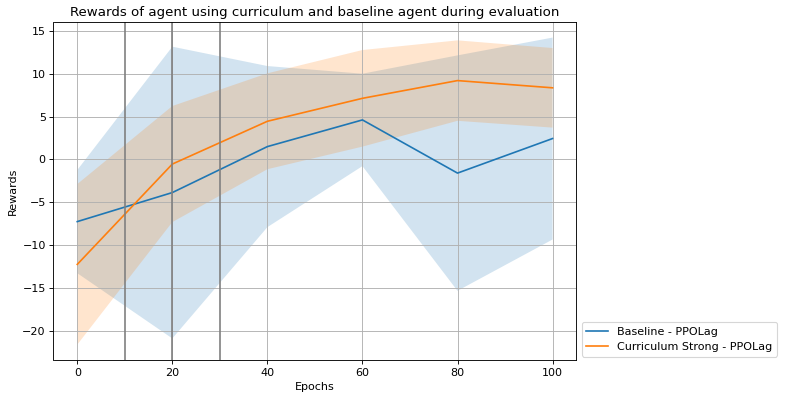 Rewards of agent using curriculum and baseline agent during evaluation
15
10
5
0
−5
−10
−15
−20
Rewards
0 20 40 60 80 100
Epochs
Baseline - PPOLag
Curriculum Strong - PPOLag